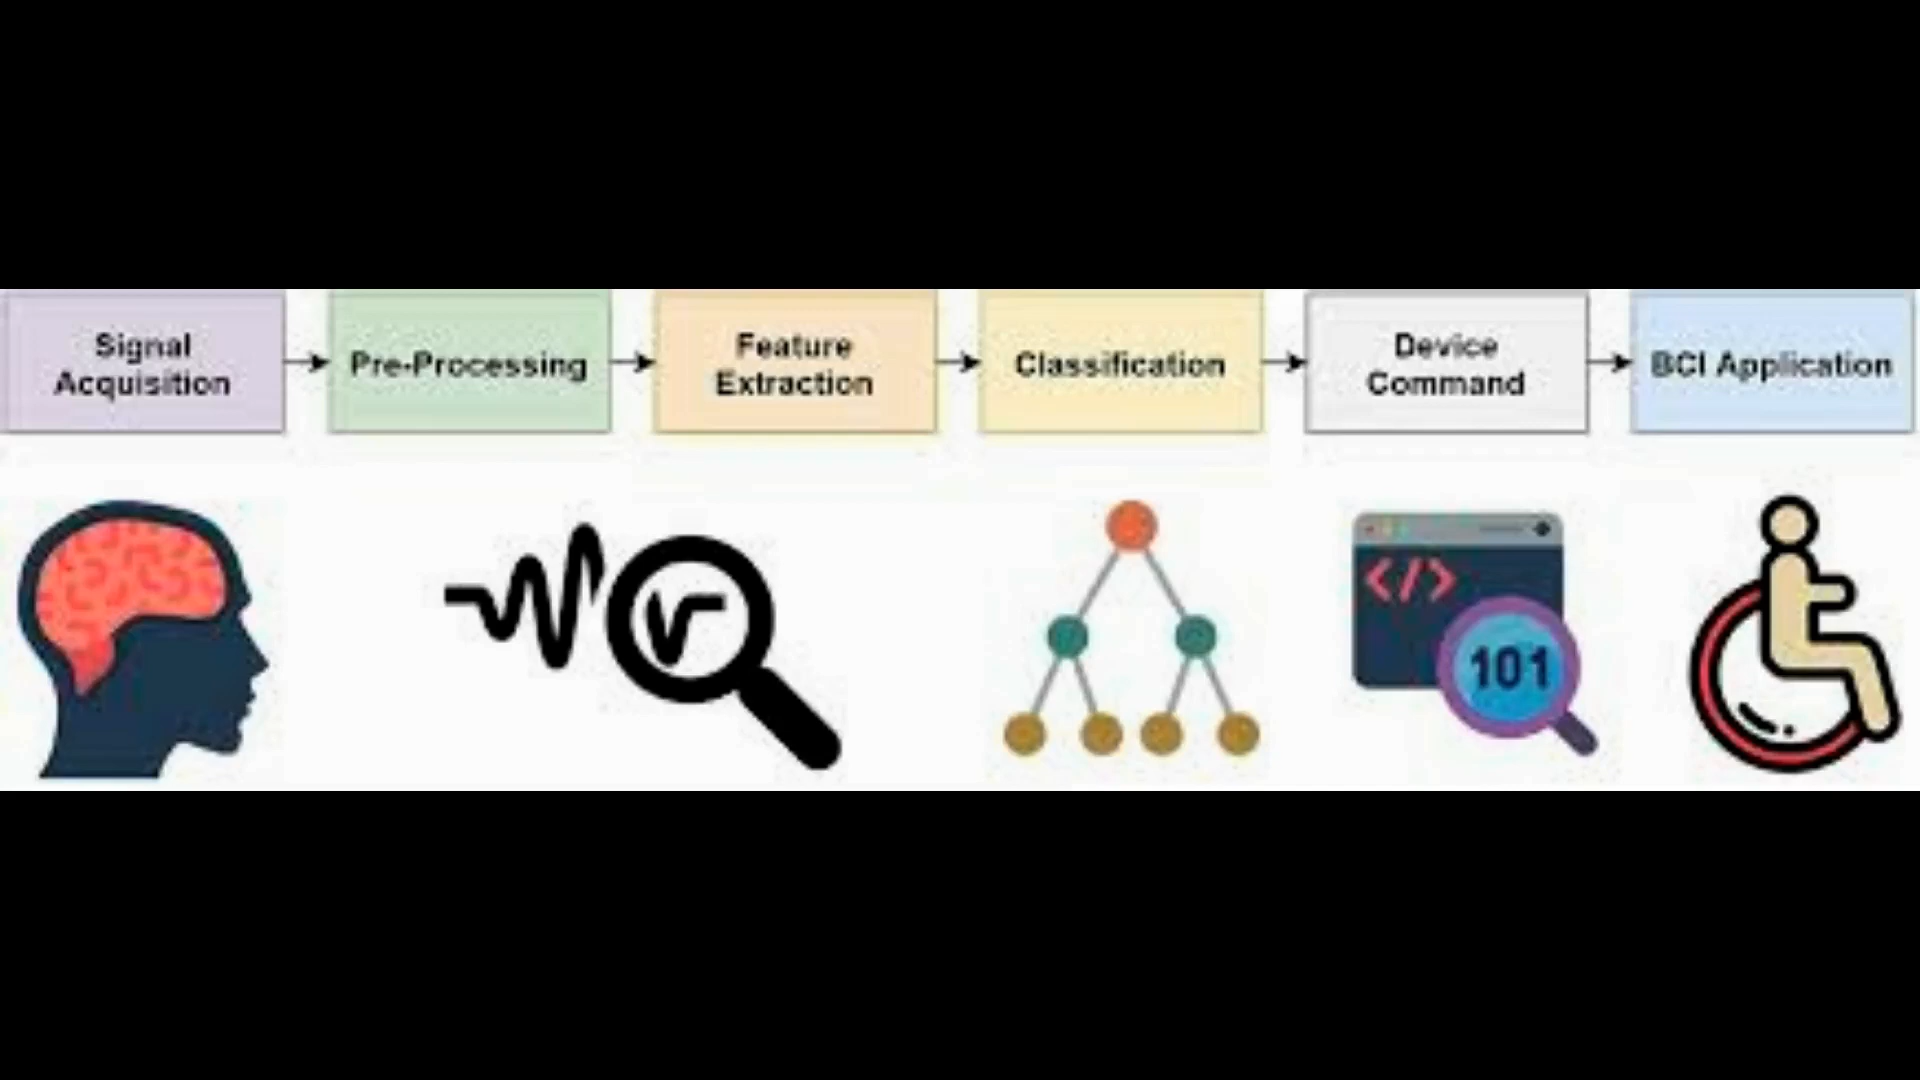 Signal
Acquisition
Pre-Processing
Feature
Extraction
Classification
Device
Command
BCI Application
</>
101